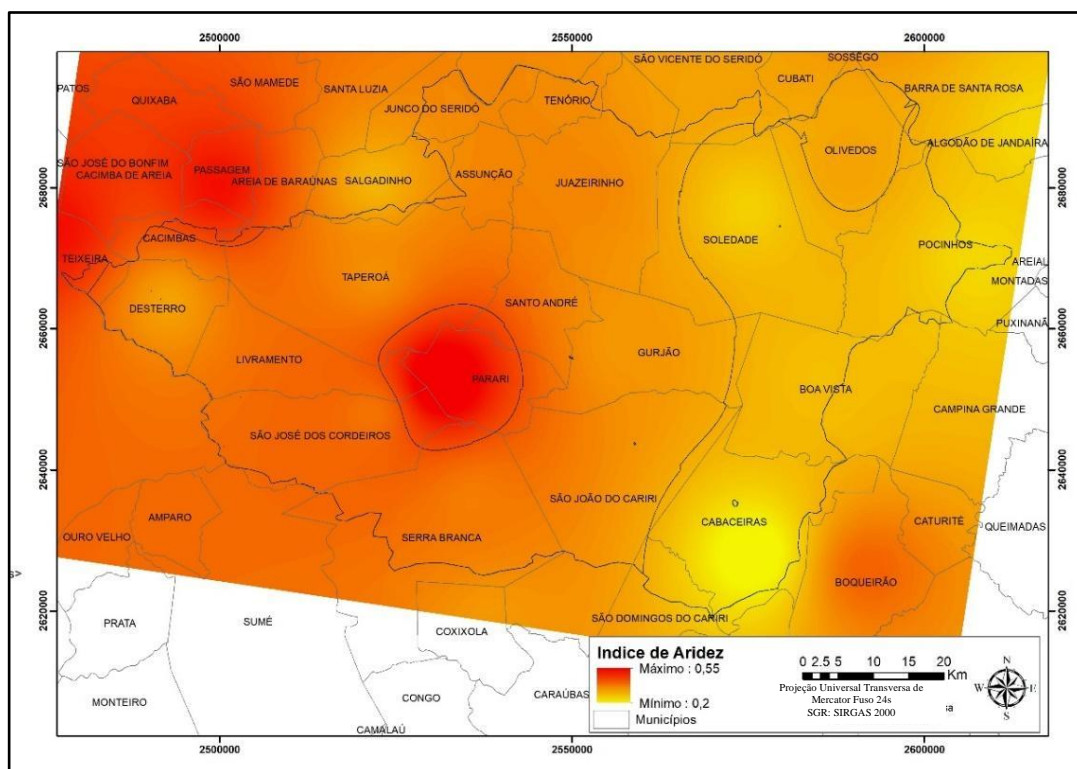 2500000 2550000 2600000
SÃO VICENTE DO SERIDÓ SOSSÊGO
SÃO MAMEDE CUBATI
PATOS SANTA LUZIA BARRA DE SANTA ROSA
QUIXABA TENÓRIO
JUNCO DO SERIDÓ
ALGODÃO DE JANDAÍRA
OLIVEDOS
SÃO JOSÉ DO BONFIM
PASSAGEM ASSUNÇÃO
CACIMBA DE AREIA
AREIA DE BARAÚNAS SALGADINHO JUAZEIRINHO
2680000 2680000
CACIMBAS SOLEDADE POCINHOS
TEIXEIRA AREIAL
TAPEROÁ
MONTADAS
DESTERRO SANTO ANDRÉ
PUXINANÃ
2660000 2660000
LIVRAMENTO GURJÃO
PARARI
BOA VISTA
CAMPINA GRANDE
SÃO JOSÉ DOS CORDEIROS
2640000 2640000
SÃO JOÃO DO CARIRI
AMPARO CABACEIRAS CATURITÉ
QUEIMADAS
OURO VELHO SERRA BRANCA
BOQUEIRÃO
2620000 2620000
PRATA SUMÉ SÃO DOMINGOS DO CARIRI
COXIXOLA
Indice de Aridez
Máximo : 0,55
0 2.5 5 10 15 20
Km
N
Projeção Universal Transversa de
W E
Mercator Fuso 24s
Mínimo : 0,2
SGR: SIRGAS 2000
sa
S
Municípios
MONTEIRO CONGO CARAÚBAS
CAMALAÚ
2500000 2550000 2600000